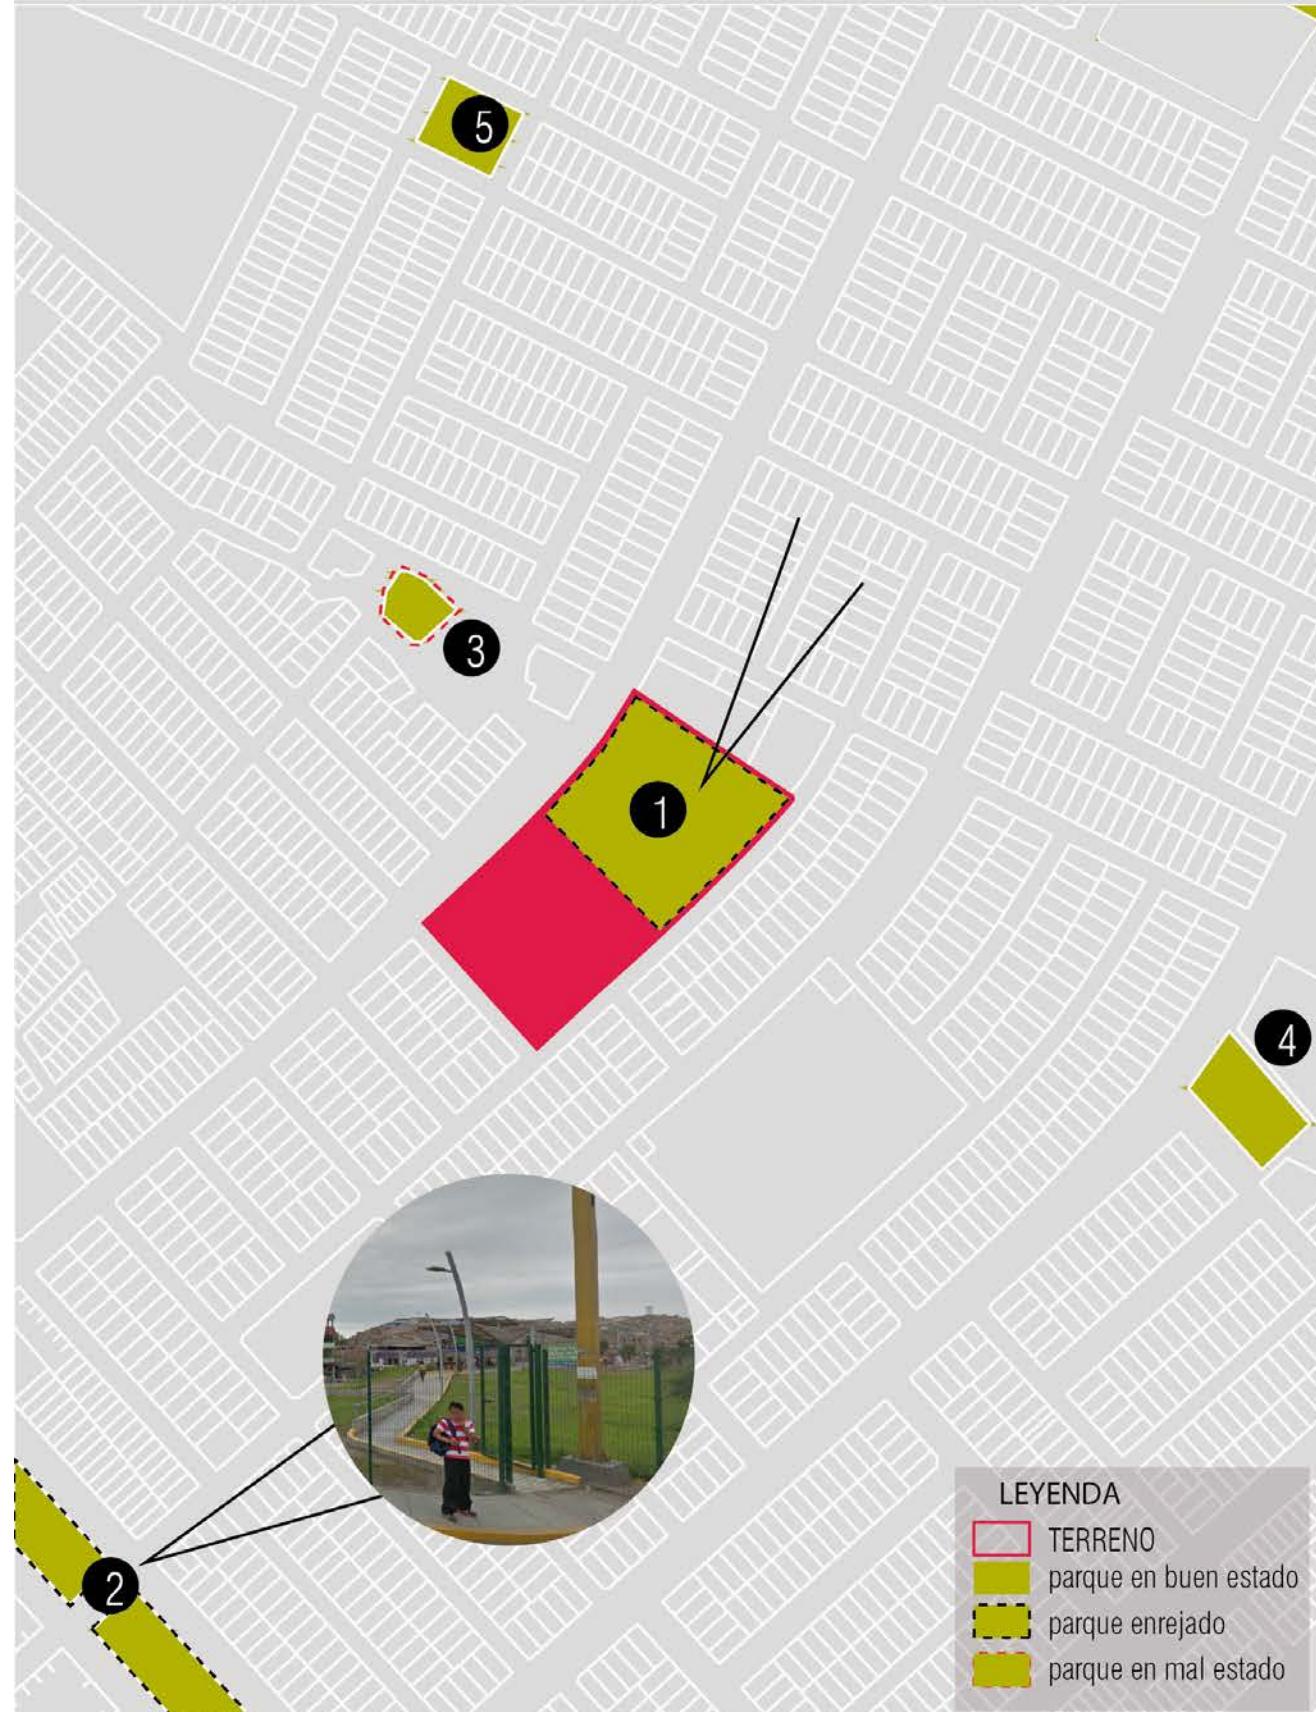 5
3
1
4
2
LEYENDA
TERRENO
parque en buen estado
parque enrejado
parque en mal estado